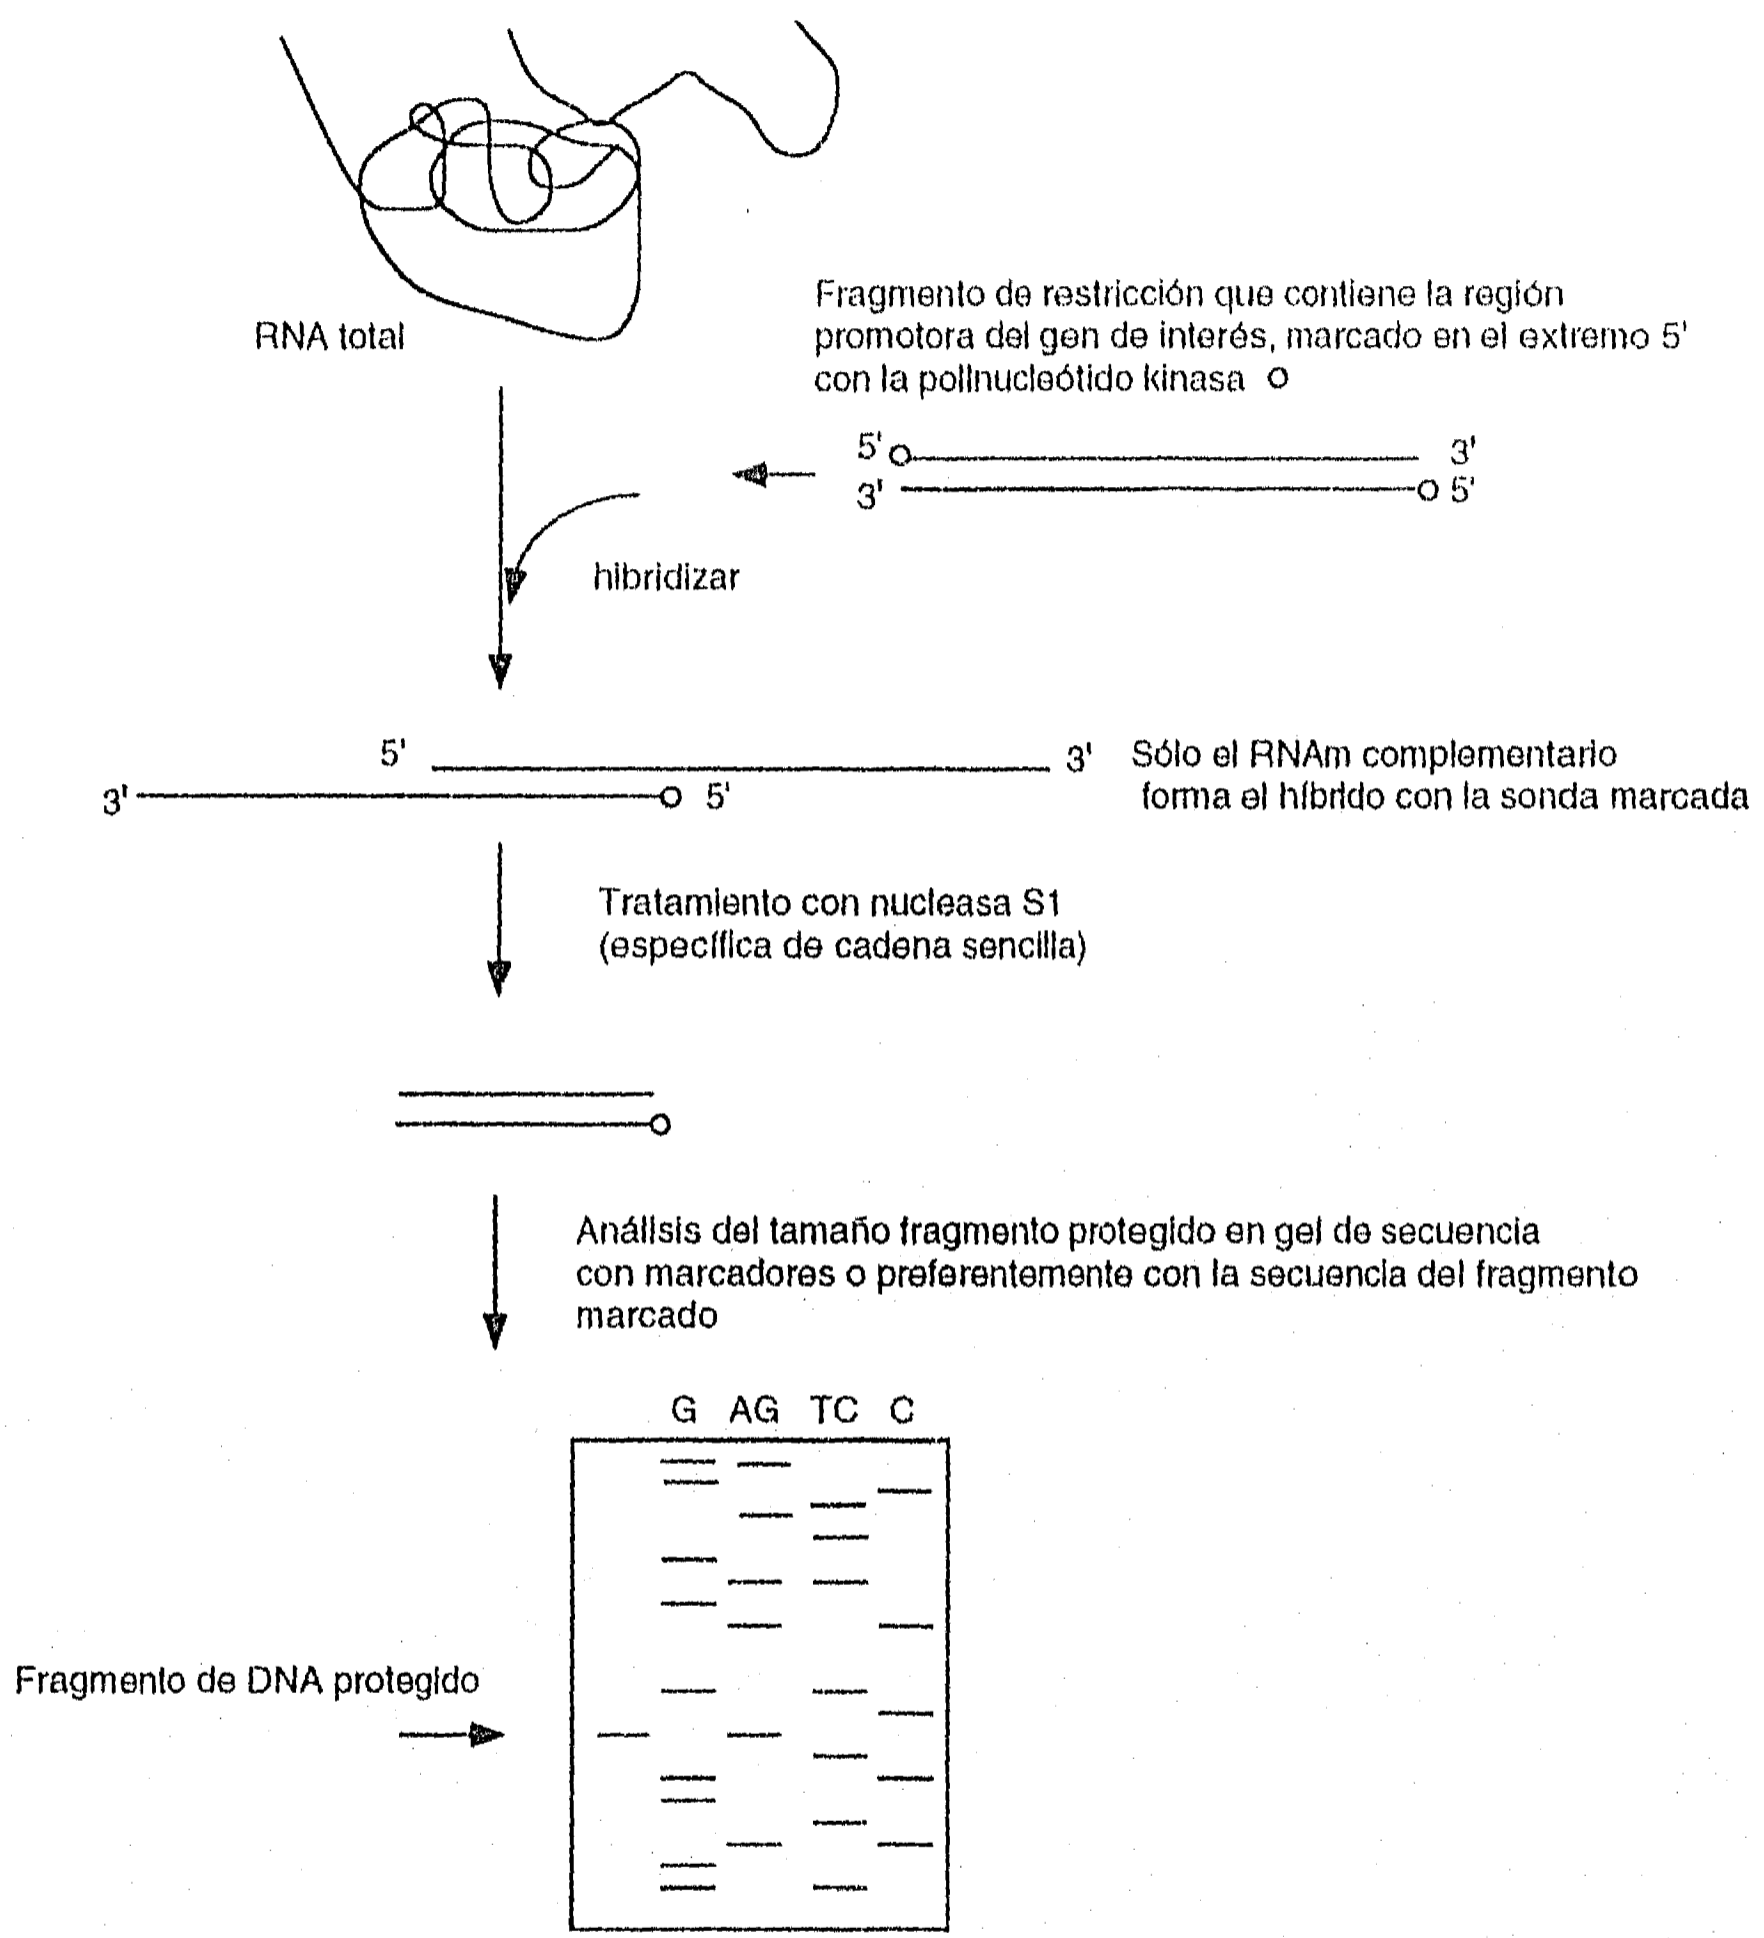 RNA total
Fragmento de restricción que contiene la región
promotora del gen de interés, marcado en el extremo 5'
con la polinucleótido kinasa
5' 3'
3' 5'
hibridizar
5' 3' Sólo el RNAm complementario
3' 5' forma el híbrido con la sonda marcada
Tratamiento con nucleasa S1
(específica de cadena sencilla)
Análisis del tamaño fragmento protegido en gel de secuencia
con marcadores o preferentemente con la secuencia del fragmento
marcado
G AG TC C
Fragmento de DNA protegido